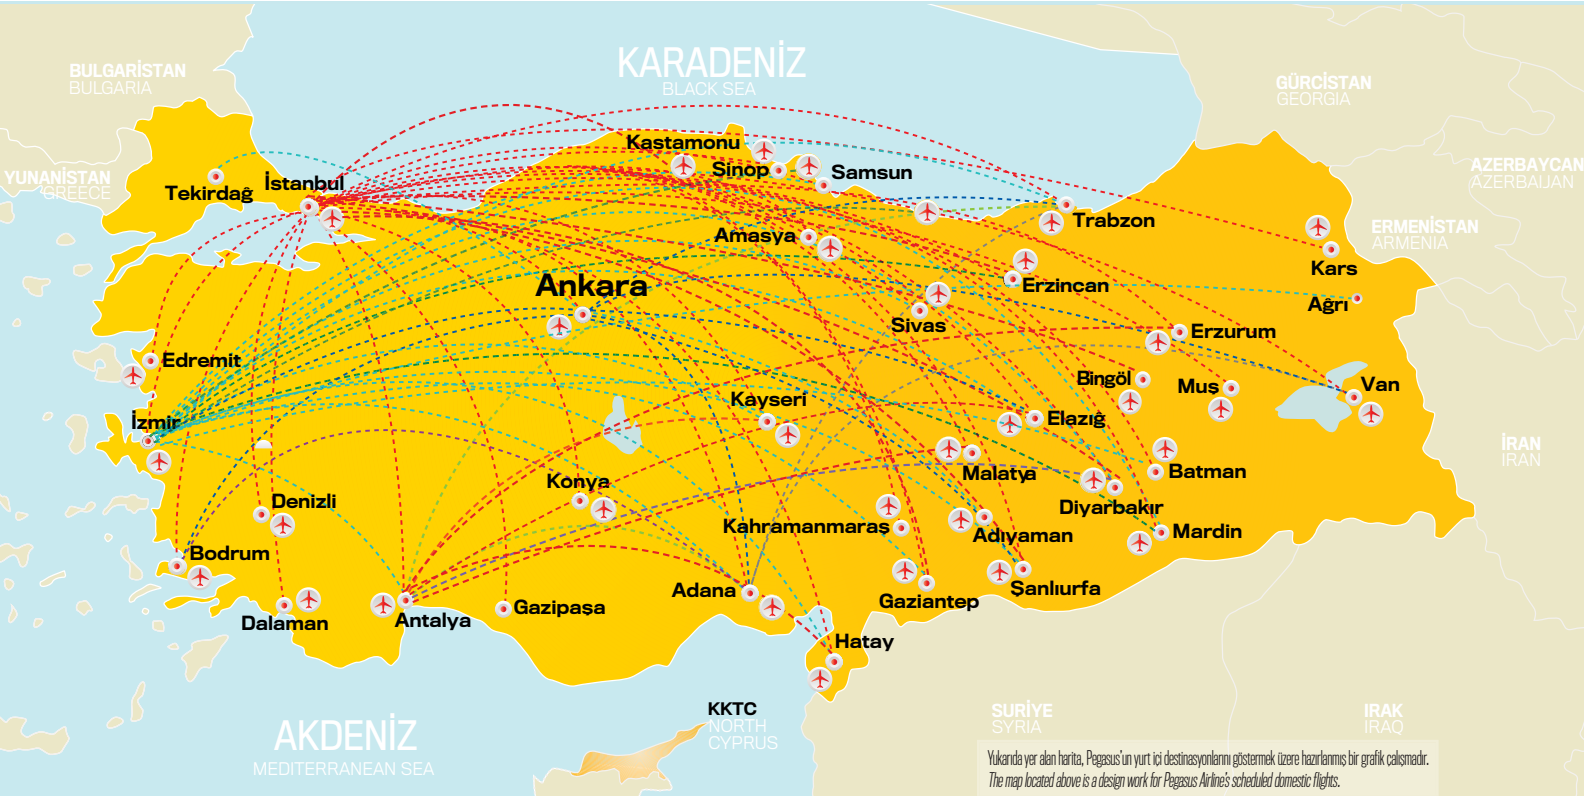 KARADENİZ
BLACK SEA
BULGARİSTAN
BULGARIA
GÜRCİSTAN
GEORGIA
YUNANİSTAN
GREECE
AZERBAYCAN
AZERBAIJAN
ERMENİSTAN
ARMENIA
İRAN
IRAN
Kastamonu
Sinop
Samsun
Tekirdağ
İstanbul
Trabzon
Amasya
Kars
Ankara
Erzincan
Ağrı
Sivas
Erzurum
Edremit
Bingöl
Muş
Van
Kayseri
İzmir
Elazığ
Malatya
Batman
Konya
Denizli
Diyarbakır
Kahramanmaraş
Adıyaman
Mardin
Bodrum
Adana
Gaziantep
Şanlıurfa
Dalaman
Antalya
Gazipaşa
Hatay
AKDENİZ
MEDITERRANEAN SEA
KKTC
NORTH
CYPRUS
SURİYE
SYRIA
IRAK
IRAQ
Yukarıda yer alan harita, Pegasus'un yurt içi destinasyonlarını göstermek üzere hazırlanmış bir grafik çalışmadır.
The map located above is a design work for Pegasus Airline's scheduled domestic flights.